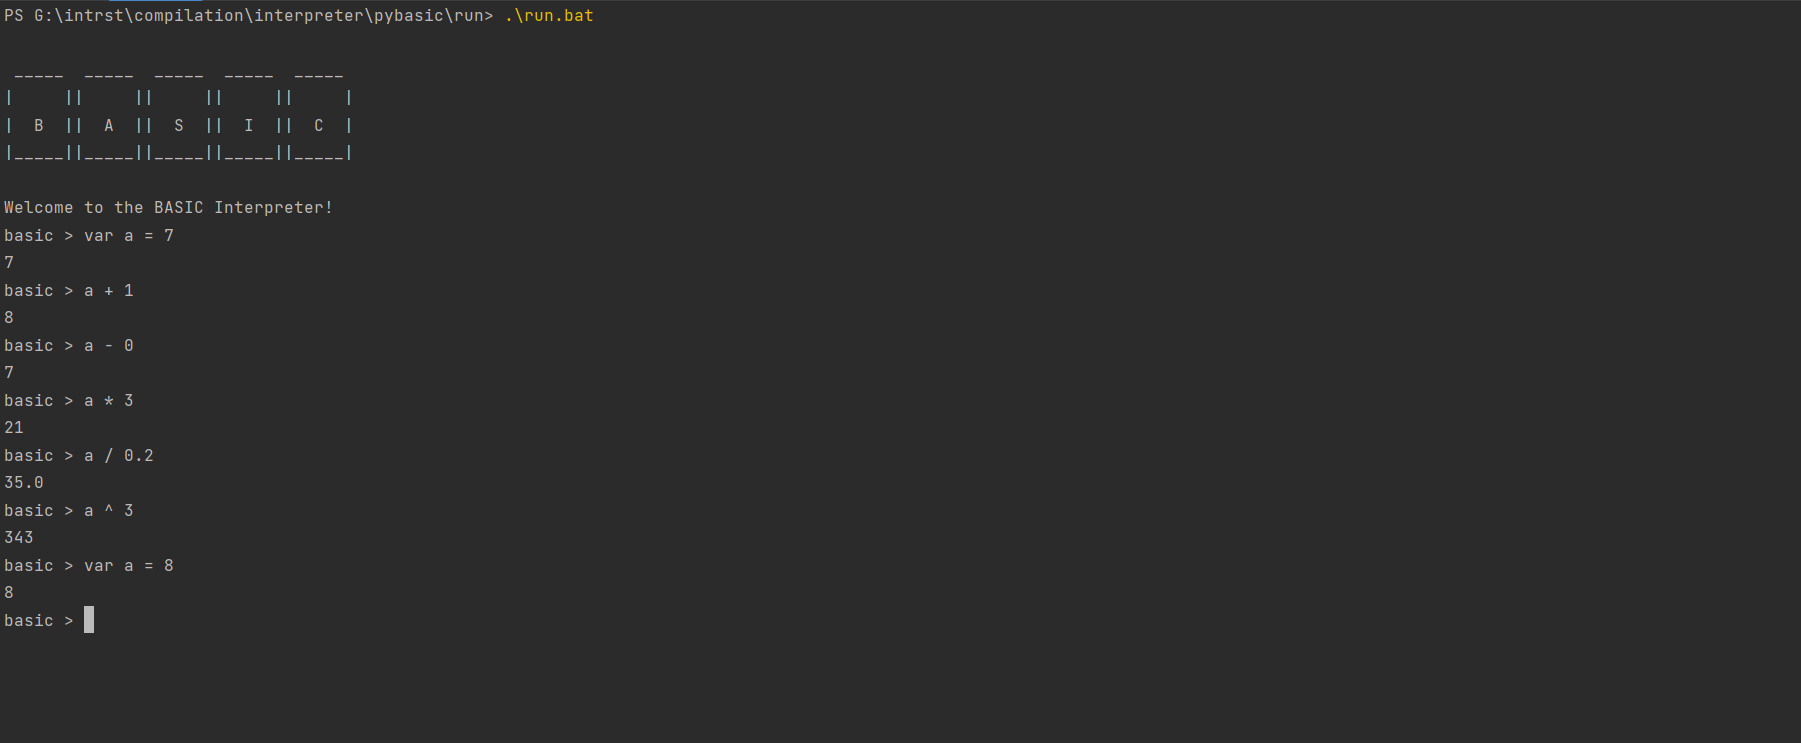 PS G:\intrst\compilation\interpreter\pybasic\run> .\run.bat
 _____  _____  _____  _____  _____
|     ||     ||     ||     ||     |
|  B  ||  A  ||  S  ||  I  ||  C  |
|_____||_____||_____||_____||_____|
Welcome to the BASIC Interpreter!
basic > var a = 7
7
basic > a + 1
8
basic > a - 0
7
basic > a * 3
21
basic > a / 0.2
35.0
basic > a ^ 3
343
basic > var a = 8
8
basic >